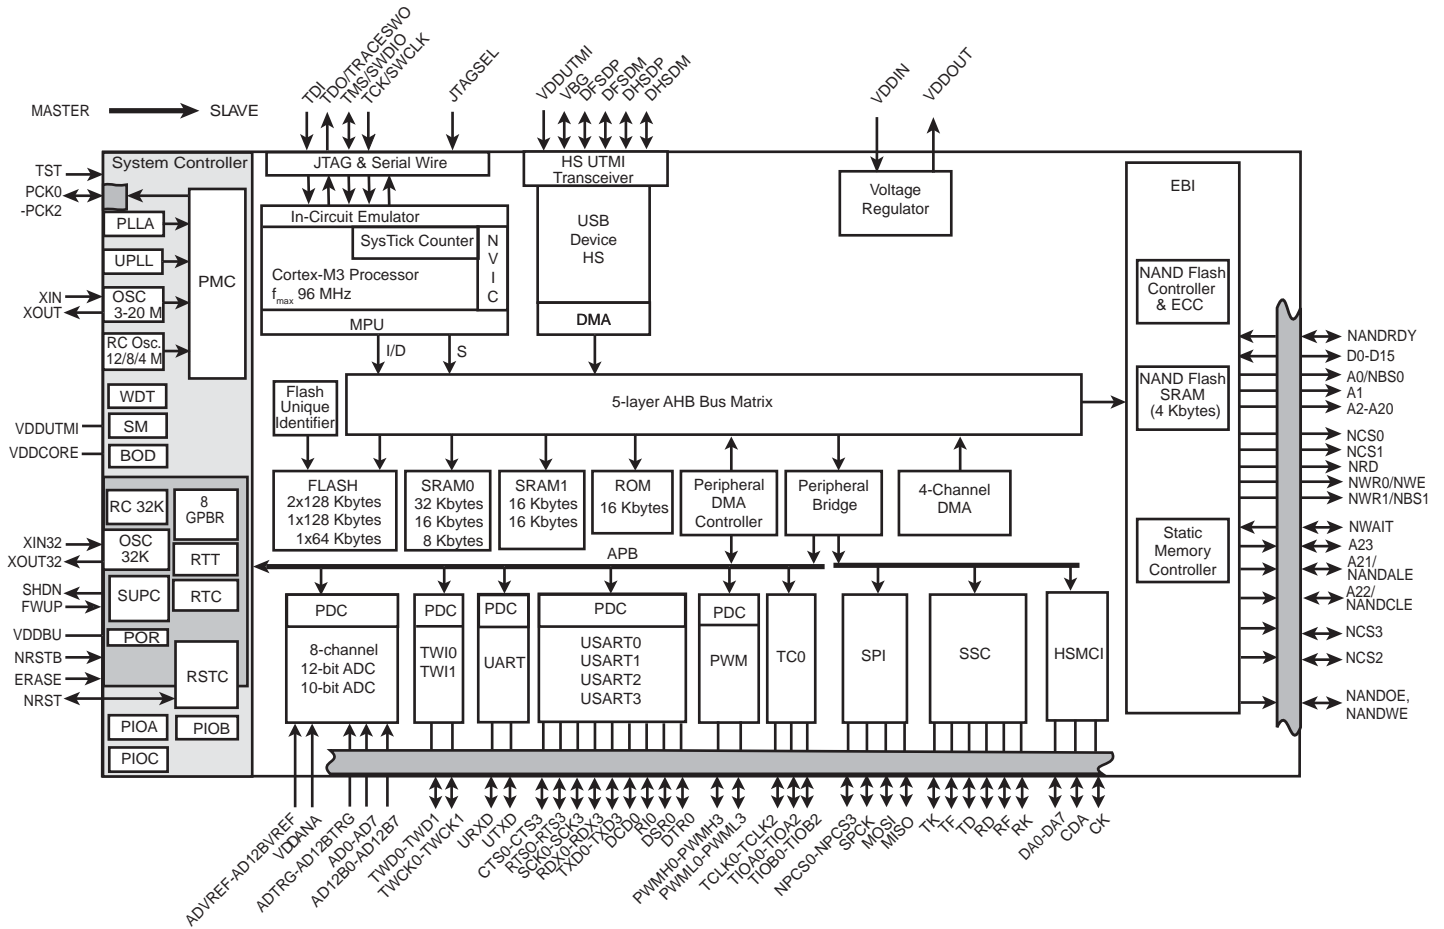 MASTER
SLAVE
TDI
TDO/TRACESWO
TMS/SWDIO
TCK/SWCLK
JTAGSEL
VDDUTMI
VBG
DFSDP
DFSDM
DHSDP
DHSDM
VDDIN
VDDOUT
System Controller
TST
PCK0
-PCK2
PLLA
UPLL
XIN
XOUT
OSC
3-20 M
RC Osc.
12/8/4 M
PMC
WDT
VDDUTMI
SM
VDDCORE
BOD
RC 32K
8
GPBR
XIN32
XOUT32
OSC
32K
RTT
SHDN
FWUP
SUPC
RTC
VDDBU
POR
NRSTB
ERASE
NRST
RSTC
PIOA
PIOB
PIOC
JTAG & Serial Wire
In-Circuit Emulator
SysTick Counter
N
V
I
C
Cortex-M3 Processor
fmax 96 MHz
MPU
I/D
S
HS UTMI
Transceiver
USB
Device
HS
DMA
Voltage
Regulator
Flash
Unique
Identifier
5-layer AHB Bus Matrix
FLASH
2x128 Kbytes
1x128 Kbytes
1x64 Kbytes
SRAM0
32 Kbytes
16 Kbytes
8 Kbytes
SRAM1
16 Kbytes
16 Kbytes
ROM
16 Kbytes
Peripheral
DMA
Controller
Peripheral
Bridge
4-Channel
DMA
APB
PDC
8-channel
12-bit ADC
10-bit ADC
PDC
TWI0
TWI1
PDC
UART
PDC
USART0
USART1
USART2
USART3
PDC
PWM
TC0
SPI
SSC
HSMCI
EBI
NAND Flash
Controller
& ECC
NAND Flash
SRAM
(4 Kbytes)
Static
Memory
Controller
NANDRDY
D0-D15
A0/NBS0
A1
A2-A20
NCS0
NCS1
NRD
NWR0/NWE
NWR1/NBS1
NWAIT
A23
A21/
NANDALE
A22/
NANDCLE
NCS3
NCS2
NANDOE,
NANDWE
ADVREF-AD12BVREF
VDDANA
ADTRG-AD12BTRG
AD0-AD7
AD12B0-AD12B7
TWD0-TWD1
TWCK0-TWCK1
URXD
UTXD
CTS0-CTS3
RTS0-RTS3
SCK0-SCK3
RDX0-RDX3
TXD0-TXD3
DCD0
RI0
DSR0
DTR0
PWMH0-PWMH3
PWML0-PWML3
TCLK0-TCLK2
TIOA0-TIOA2
TIOB0-TIOB2
NPCS0-NPCS3
SPCK
MOSI
MISO
TK
TF
TD
RD
RF
RK
DA0-DA7
CDA
CK